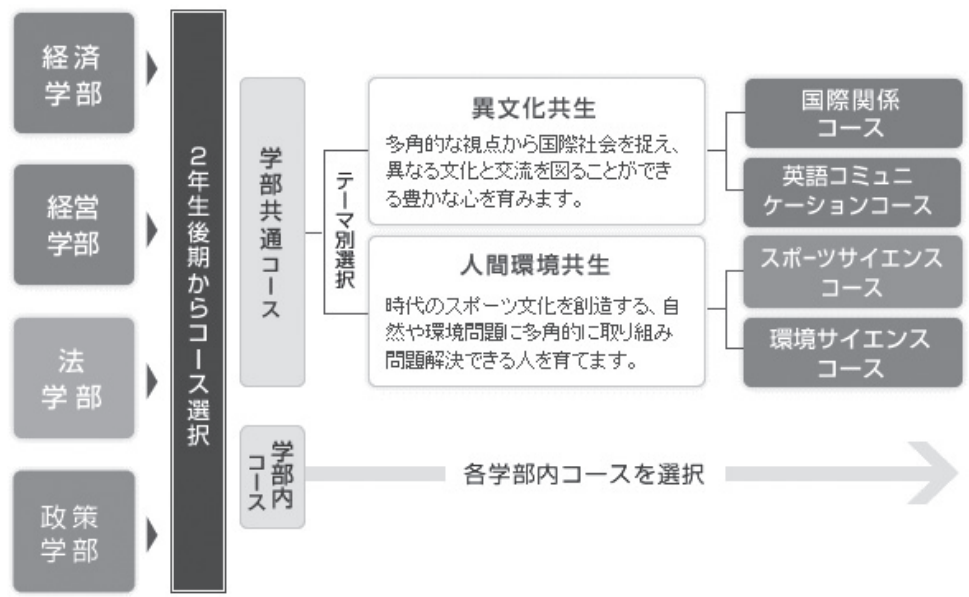 経済
学部
経営
学部
法
学部
政策
学部
2年生後期からコース選択
学部共通コース
テーマ別選択
異文化共生
多角的な視点から国際社会を捉え、
異なる文化と交流を図ることができ
る豊かな心を育みます。
国際関係
コース
英語コミュニ
ケーションコース
人間環境共生
時代のスポーツ文化を創造する、自
然や環境問題に多角的に取り組み
問題解決できる人を育てます。
スポーツサイエンス
コース
環境サイエンス
コース
学部内
コース
各学部内コースを選択